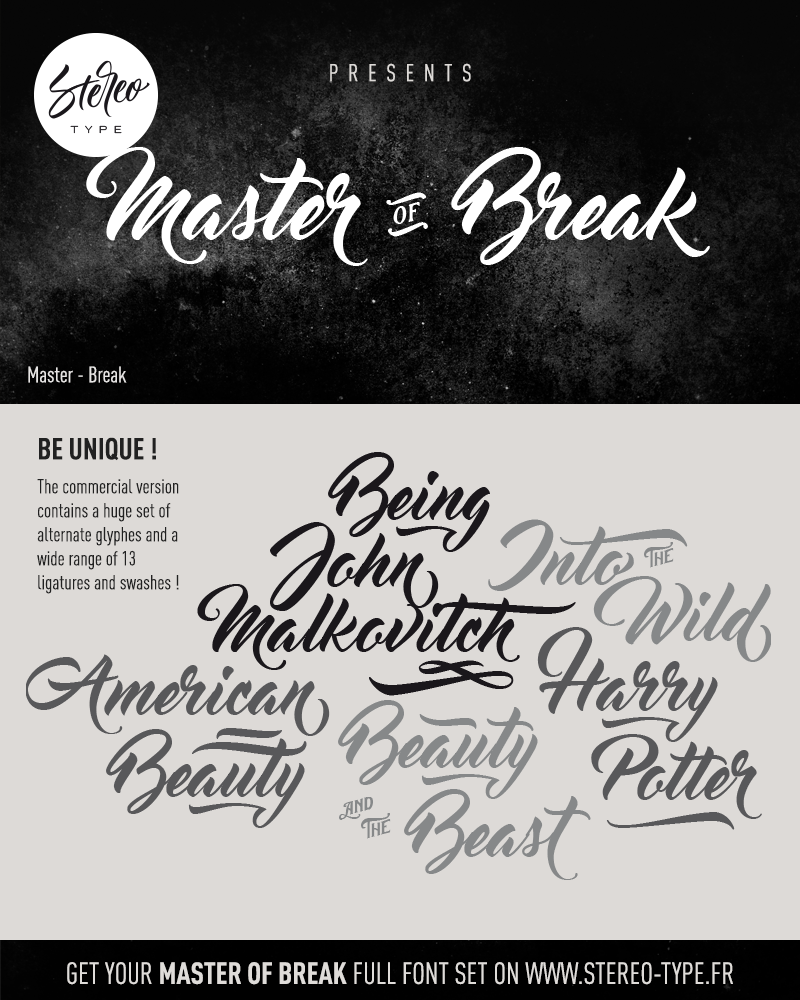 Stereo
TYPE
PRESENTS
Master OF Break
Master - Break
BE UNIQUE !
The commercial version
contains a huge set of
alternate glyphes and a
wide range of 13
ligatures and swashes !
Being
John
Malkovitch
Into THE
Wild
American
Beauty
Harry
Potter
Beauty
AND THE
Beast
GET YOUR MASTER OF BREAK FULL FONT SET ON WWW.STEREO-TYPE.FR